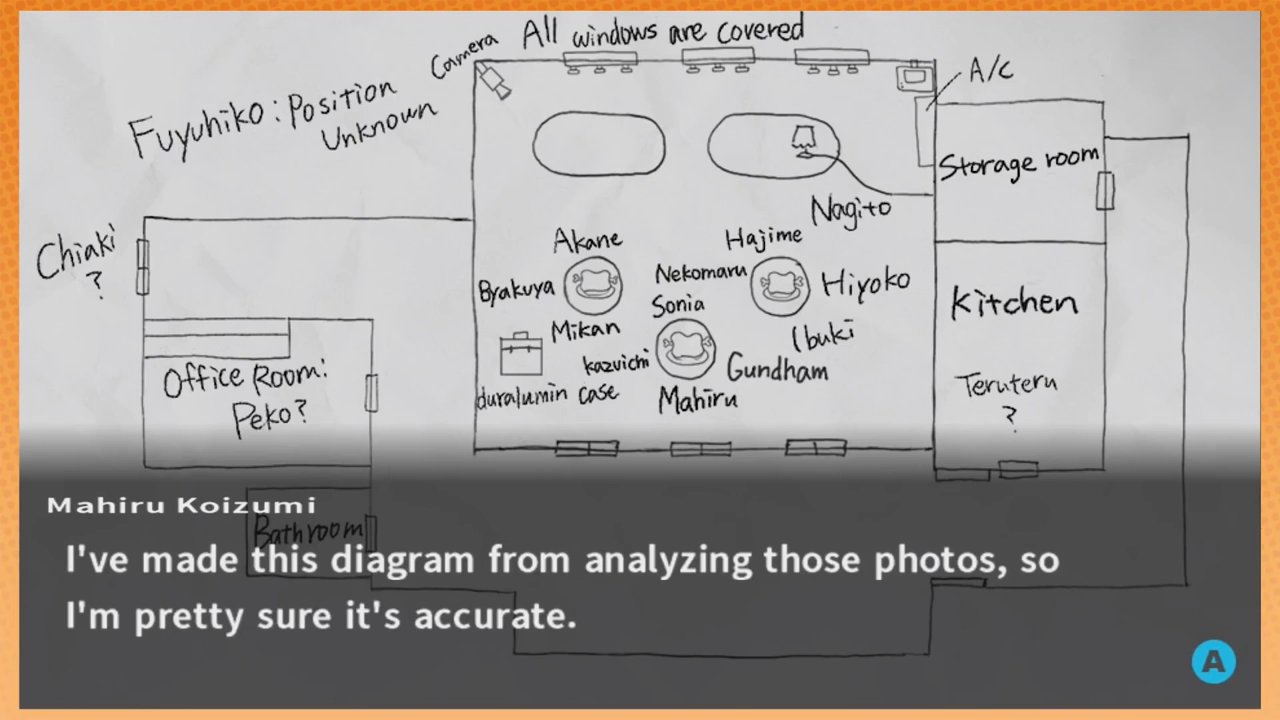 All windows are covered
Camera
A/C
Fuyuhiko: Position
Unknown
Storage room
Nagito
Chiaki
?
Akane
Hajime
Byakuya
Nekomaru
Hiyoko
Sonia
Kitchen
Mikan
Ibuki
kazuichi
Gundham
Office Room:
Peko?
duralumin case
Mahiru
Teruteru
?
Mahiru Koizumi
Bathroom
I've made this diagram from analyzing those photos, so
I'm pretty sure it's accurate.
A